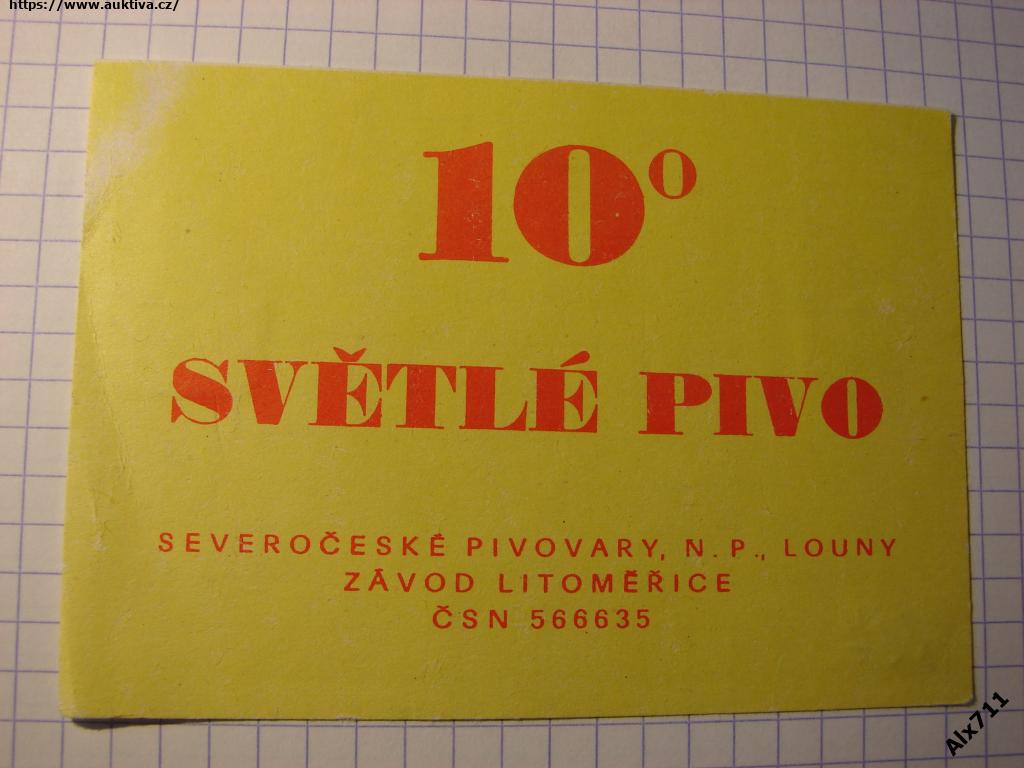 https://www.auktiva.cz/
10°
SVĚTLÉ PIVO
SEVEROČESKÉ PIVOVARY, N. P., LOUNY
ZÁVOD LITOMĚŘICE
ČSN 566635
Alx711